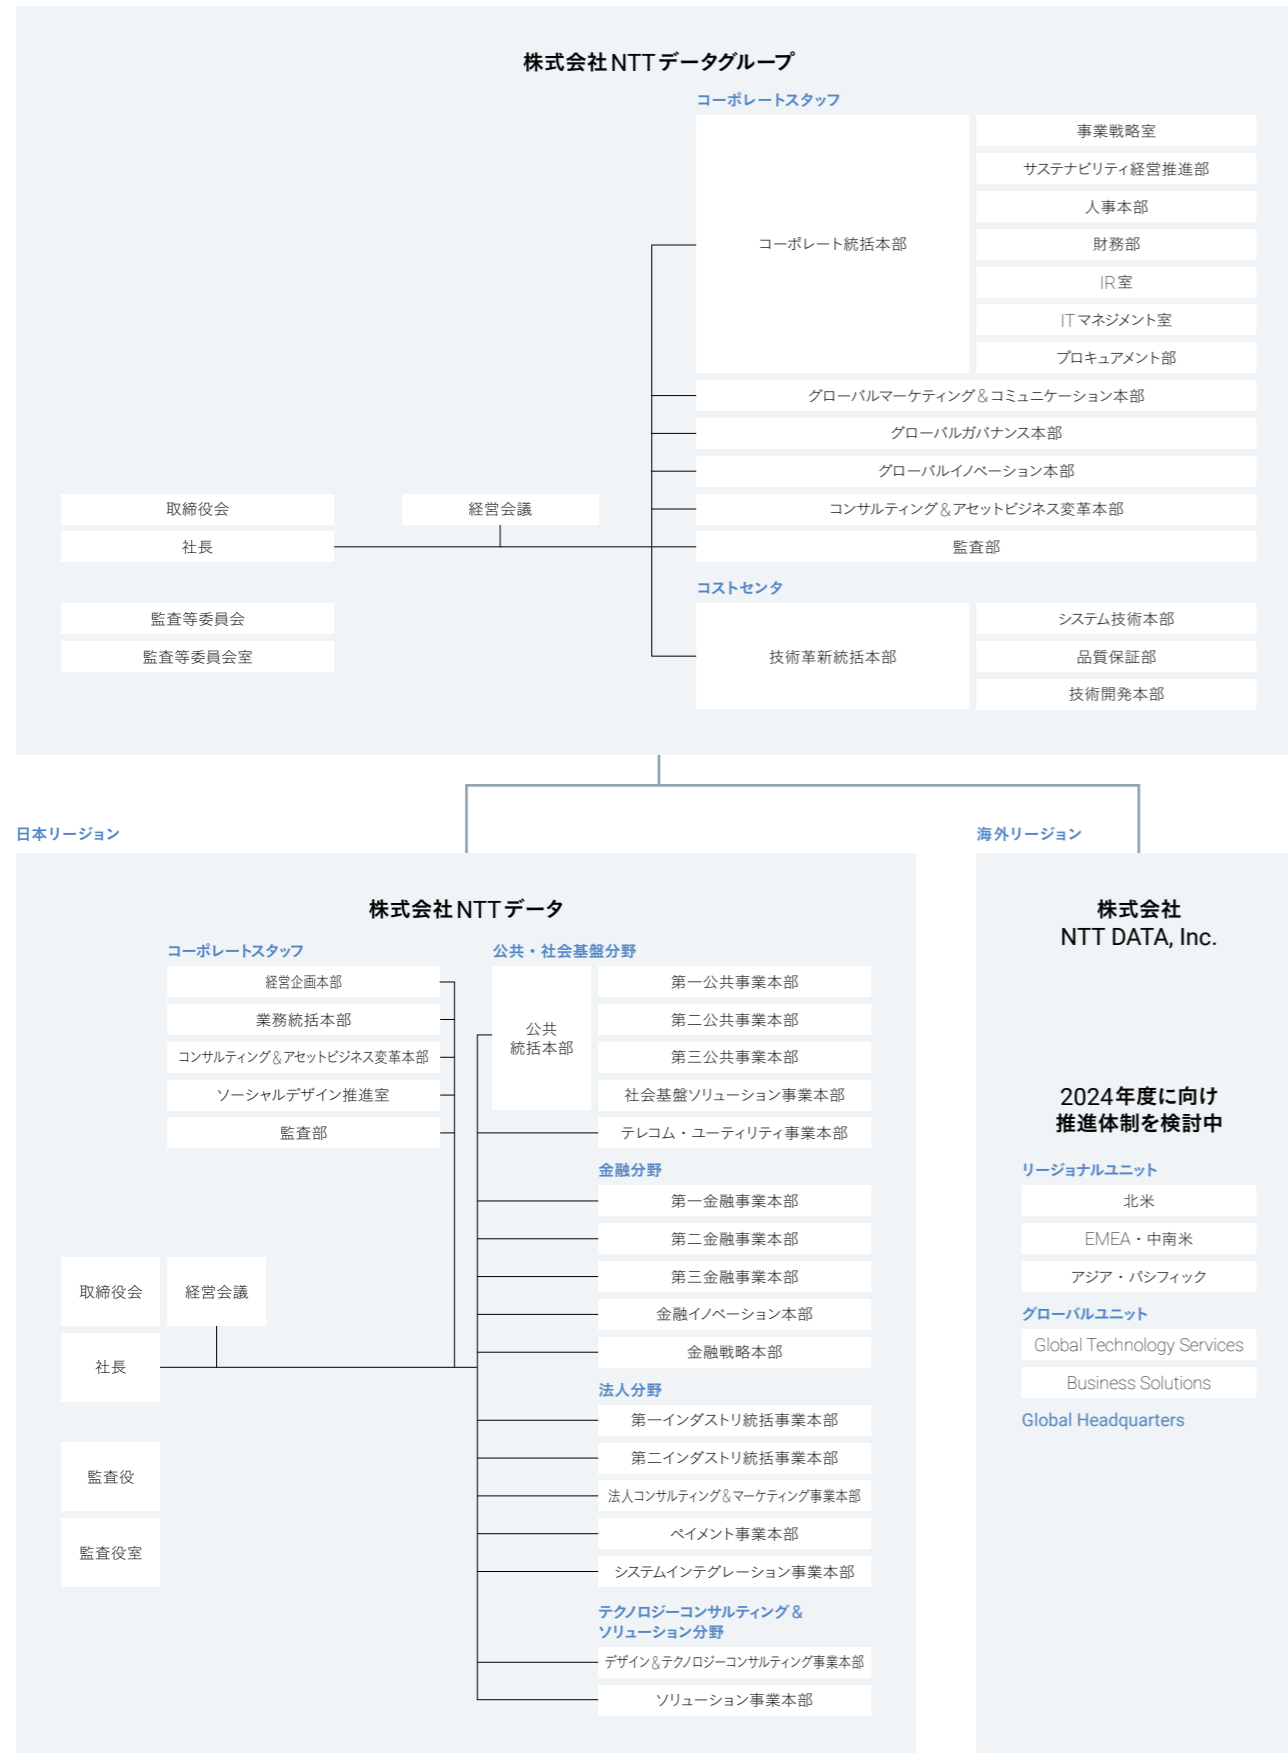 株式会社NTTデータグループ
コーポレートスタッフ
コーポレート統括本部
事業戦略室
サステナビリティ経営推進部
人事本部
財務部
IR室
ITマネジメント室
プロキュアメント部
グローバルマーケティング&コミュニケーション本部
グローバルガバナンス本部
グローバルイノベーション本部
コンサルティング&アセットビジネス変革本部
監査部
取締役会
社長
経営会議
監査等委員会
監査等委員会室
コストセンタ
技術革新統括本部
システム技術本部
品質保証部
技術開発本部
日本リージョン
株式会社NTTデータ
コーポレートスタッフ
経営企画本部
業務統括本部
コンサルティング&アセットビジネス変革本部
ソーシャルデザイン推進室
監査部
取締役会
経営会議
社長
監査役
監査役室
公共・社会基盤分野
公共
統括本部
第一公共事業本部
第二公共事業本部
第三公共事業本部
社会基盤ソリューション事業本部
テレコム・ユーティリティ事業本部
金融分野
第一金融事業本部
第二金融事業本部
第三金融事業本部
金融イノベーション本部
金融戦略本部
法人分野
第一インダストリ統括事業本部
第二インダストリ統括事業本部
法人コンサルティング&マーケティング事業本部
ペイメント事業本部
システムインテグレーション事業本部
テクノロジーコンサルティング&
ソリューション分野
デザイン&テクノロジーコンサルティング事業本部
ソリューション事業本部
海外リージョン
株式会社
NTT DATA, Inc.
2024年度に向け
推進体制を検討中
リージョナルユニット
北米
EMEA・中南米
アジア・パシフィック
グローバルユニット
Global Technology Services
Business Solutions
Global Headquarters